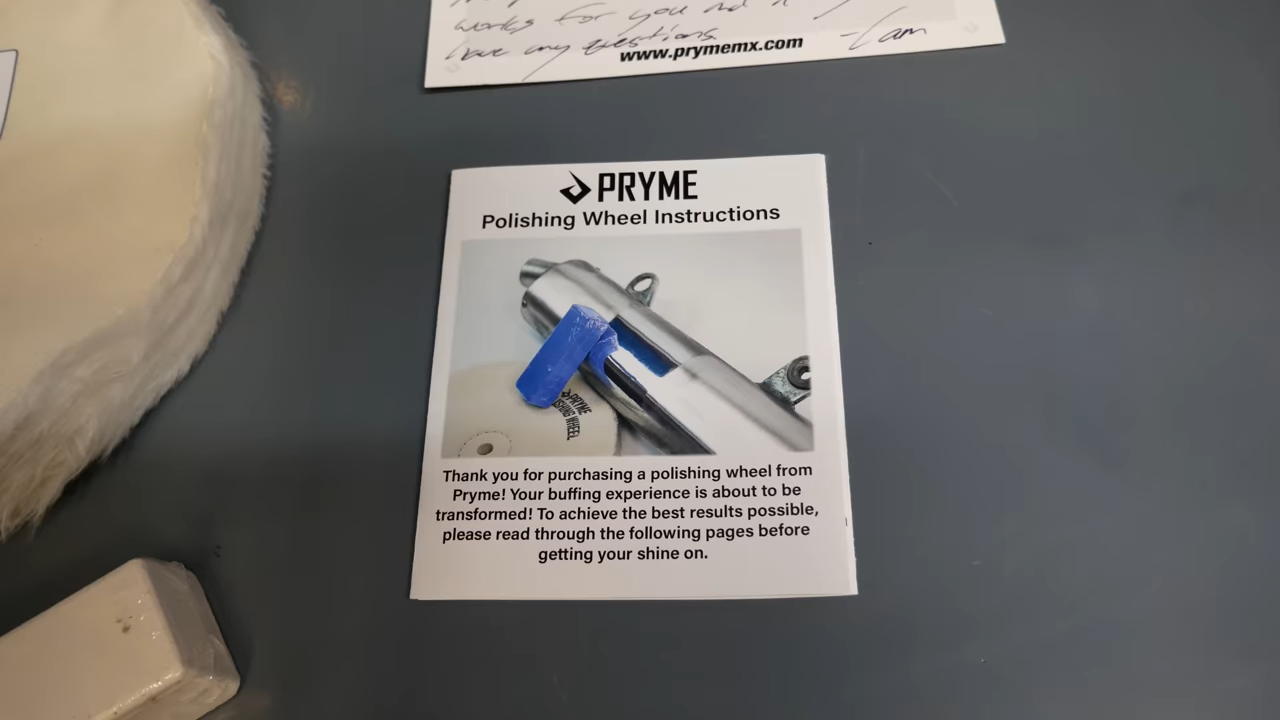 works for you and
have any questions.
www.prymemx.com
-Cam
PRYME
Polishing Wheel Instructions
PRYME
POLISHING WHEEL
Thank you for purchasing a polishing wheel from
Pryme! Your buffing experience is about to be
transformed! To achieve the best results possible,
please read through the following pages before
getting your shine on.